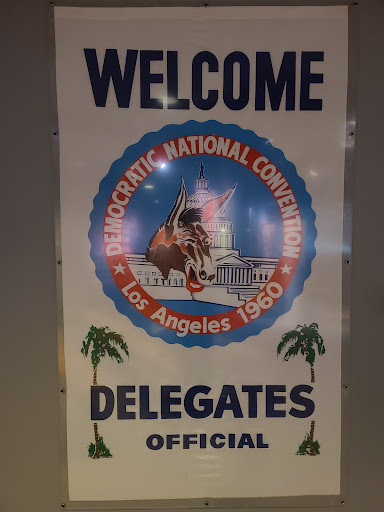 WELCOME
DEMOCRATIC NATIONAL CONVENTION
Los Angeles 1960
DELEGATES
OFFICIAL